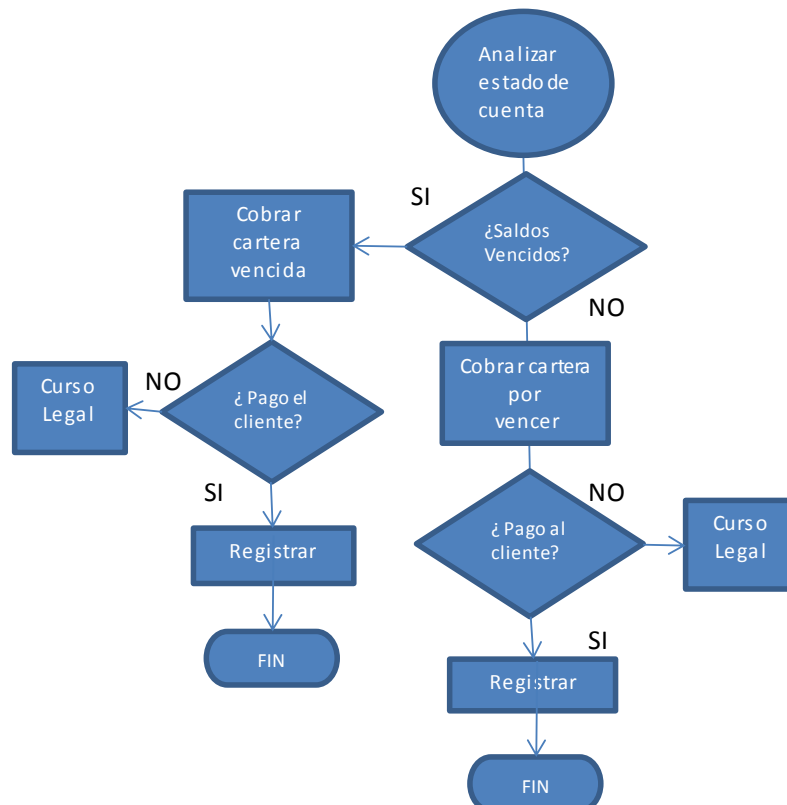 Analizar
estado de
cuenta
SI
¿Saldos
Vencidos?
Cobrar
cartera
vencida
NO
Cobrar cartera
por
vencer
NO
Curso
Legal
¿ Pago el
cliente?
SI
NO
¿ Pago al
cliente?
Curso
Legal
Registrar
SI
FIN
Registrar
FIN